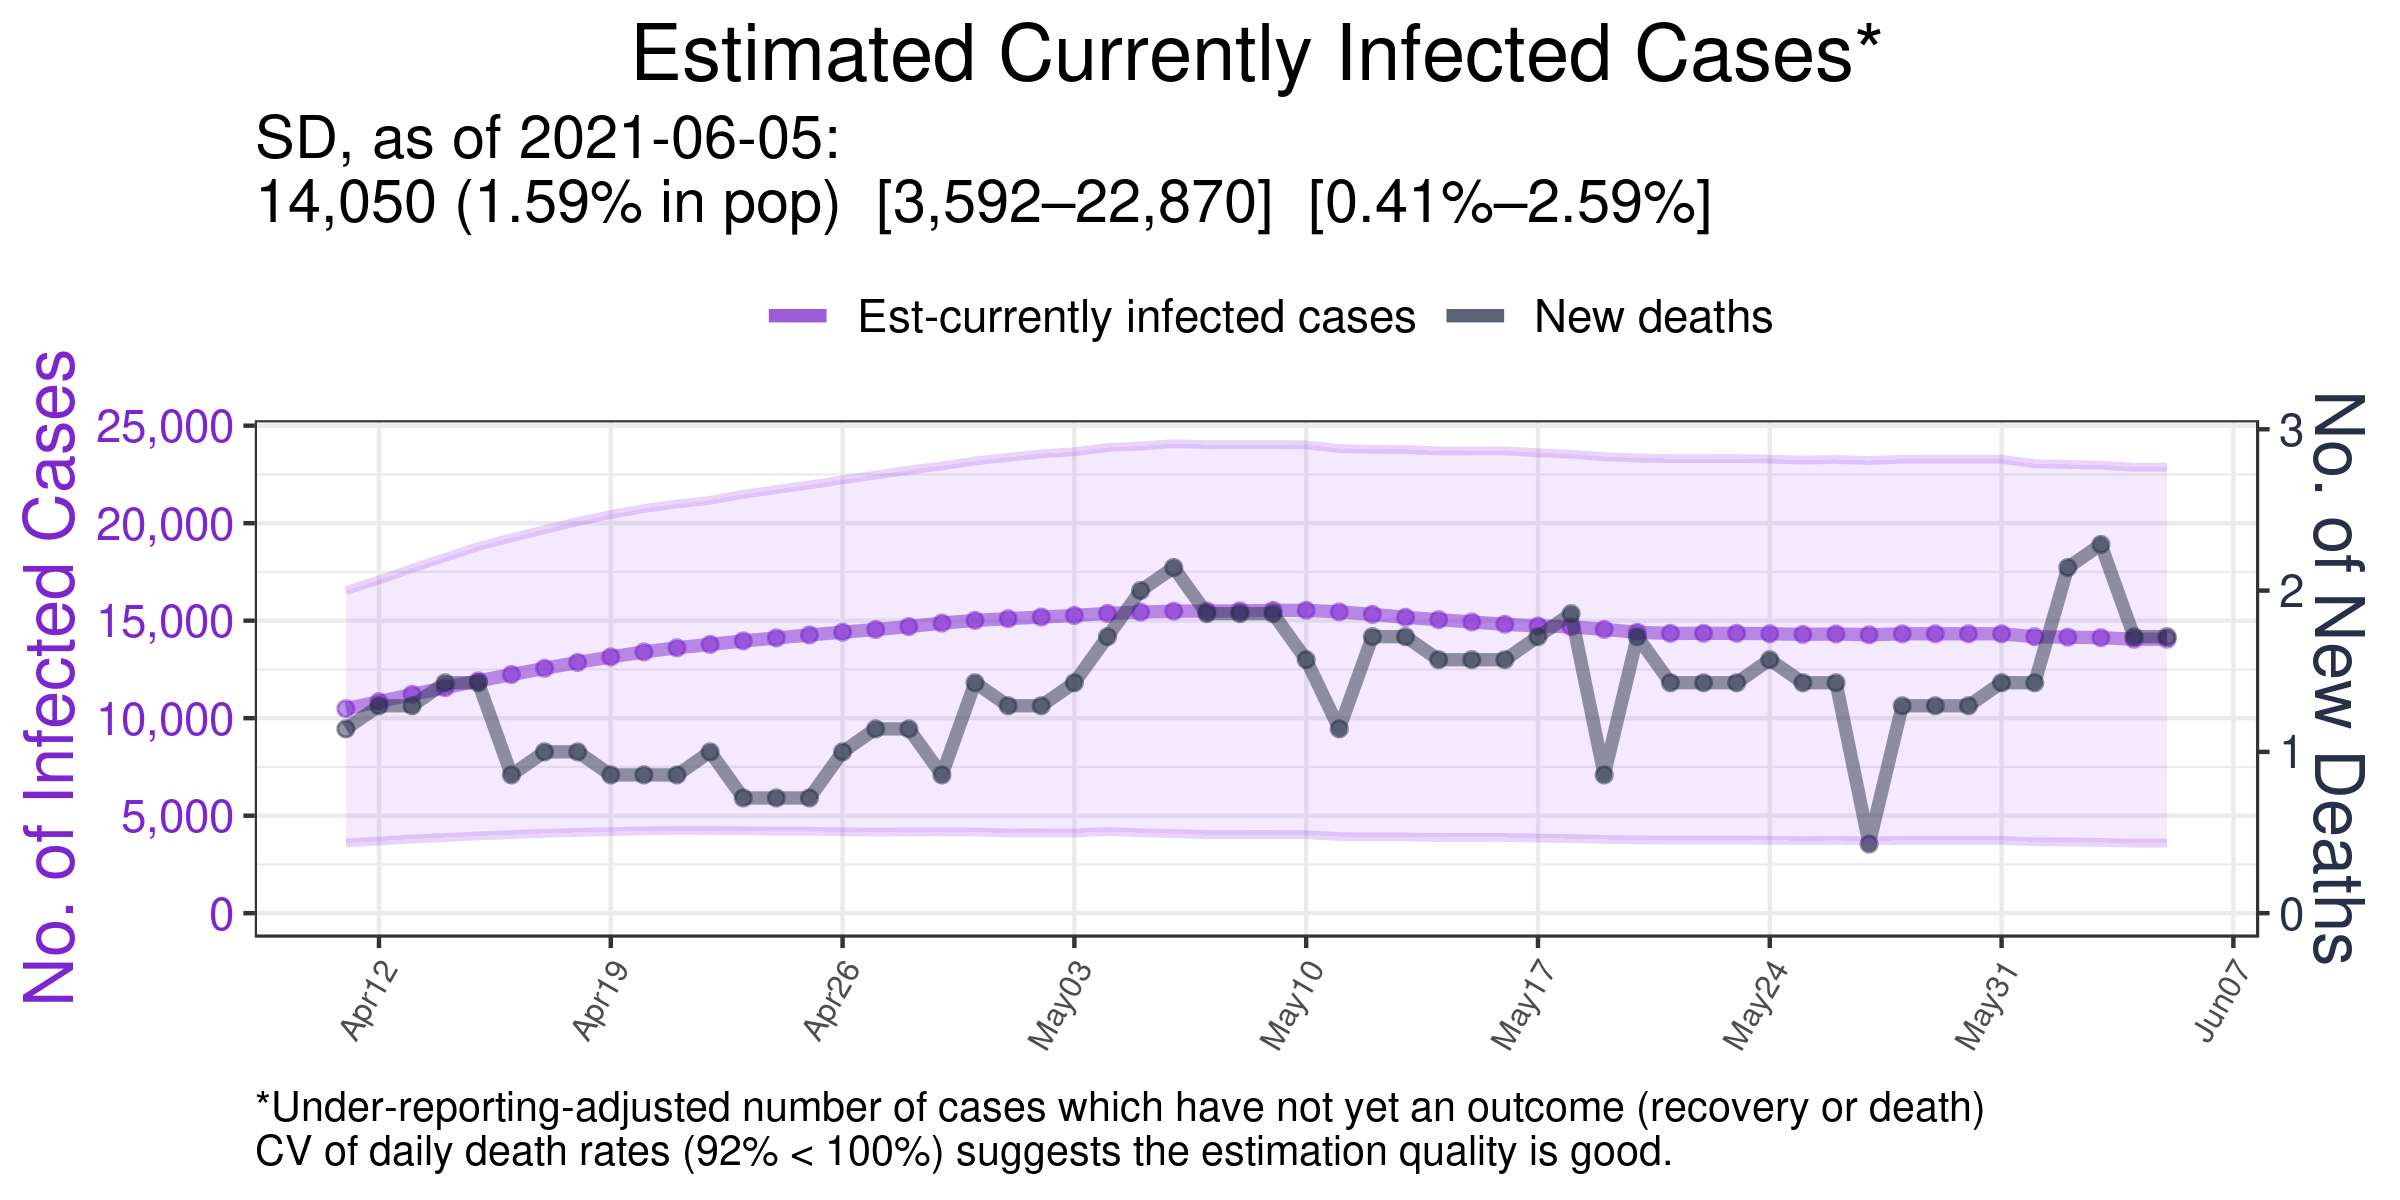 Estimated Currently Infected Cases*
SD, as of 2021-06-05:
14,050 (1.59% in pop)  [3,592–22,870]  [0.41%–2.59%]
Est-currently infected cases
New deaths
No. of Infected Cases
25,000
20,000
15,000
10,000
5,000
0
3
2
1
0
No. of New Deaths
Apr12
Apr19
Apr26
May03
May10
May17
May24
May31
Jun07
*Under-reporting-adjusted number of cases which have not yet an outcome (recovery or death)
CV of daily death rates (92% < 100%) suggests the estimation quality is good.